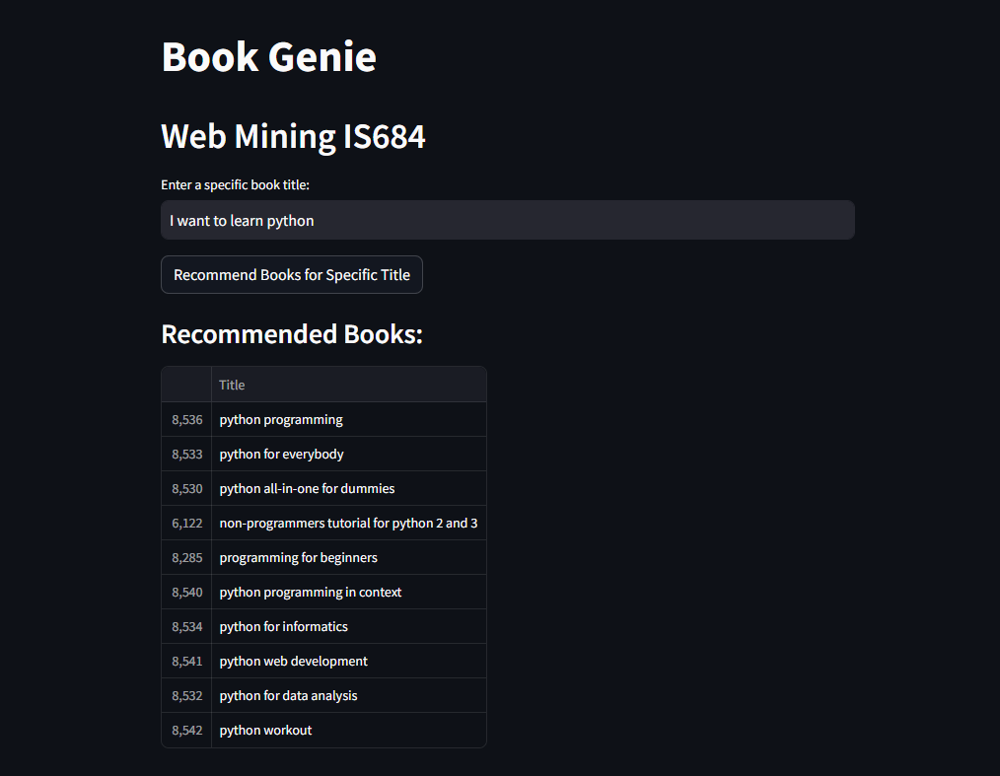 Book Genie
Web Mining IS684
Enter a specific book title:
I want to learn python
Recommend Books for Specific Title
Recommended Books:
Title
8,536 python programming
8,533 python for everybody
8,530 python all-in-one for dummies
6,122 non-programmers tutorial for python 2 and 3
8,285 programming for beginners
8,540 python programming in context
8,534 python for informatics
8,541 python web development
8,532 python for data analysis
8,542 python workout